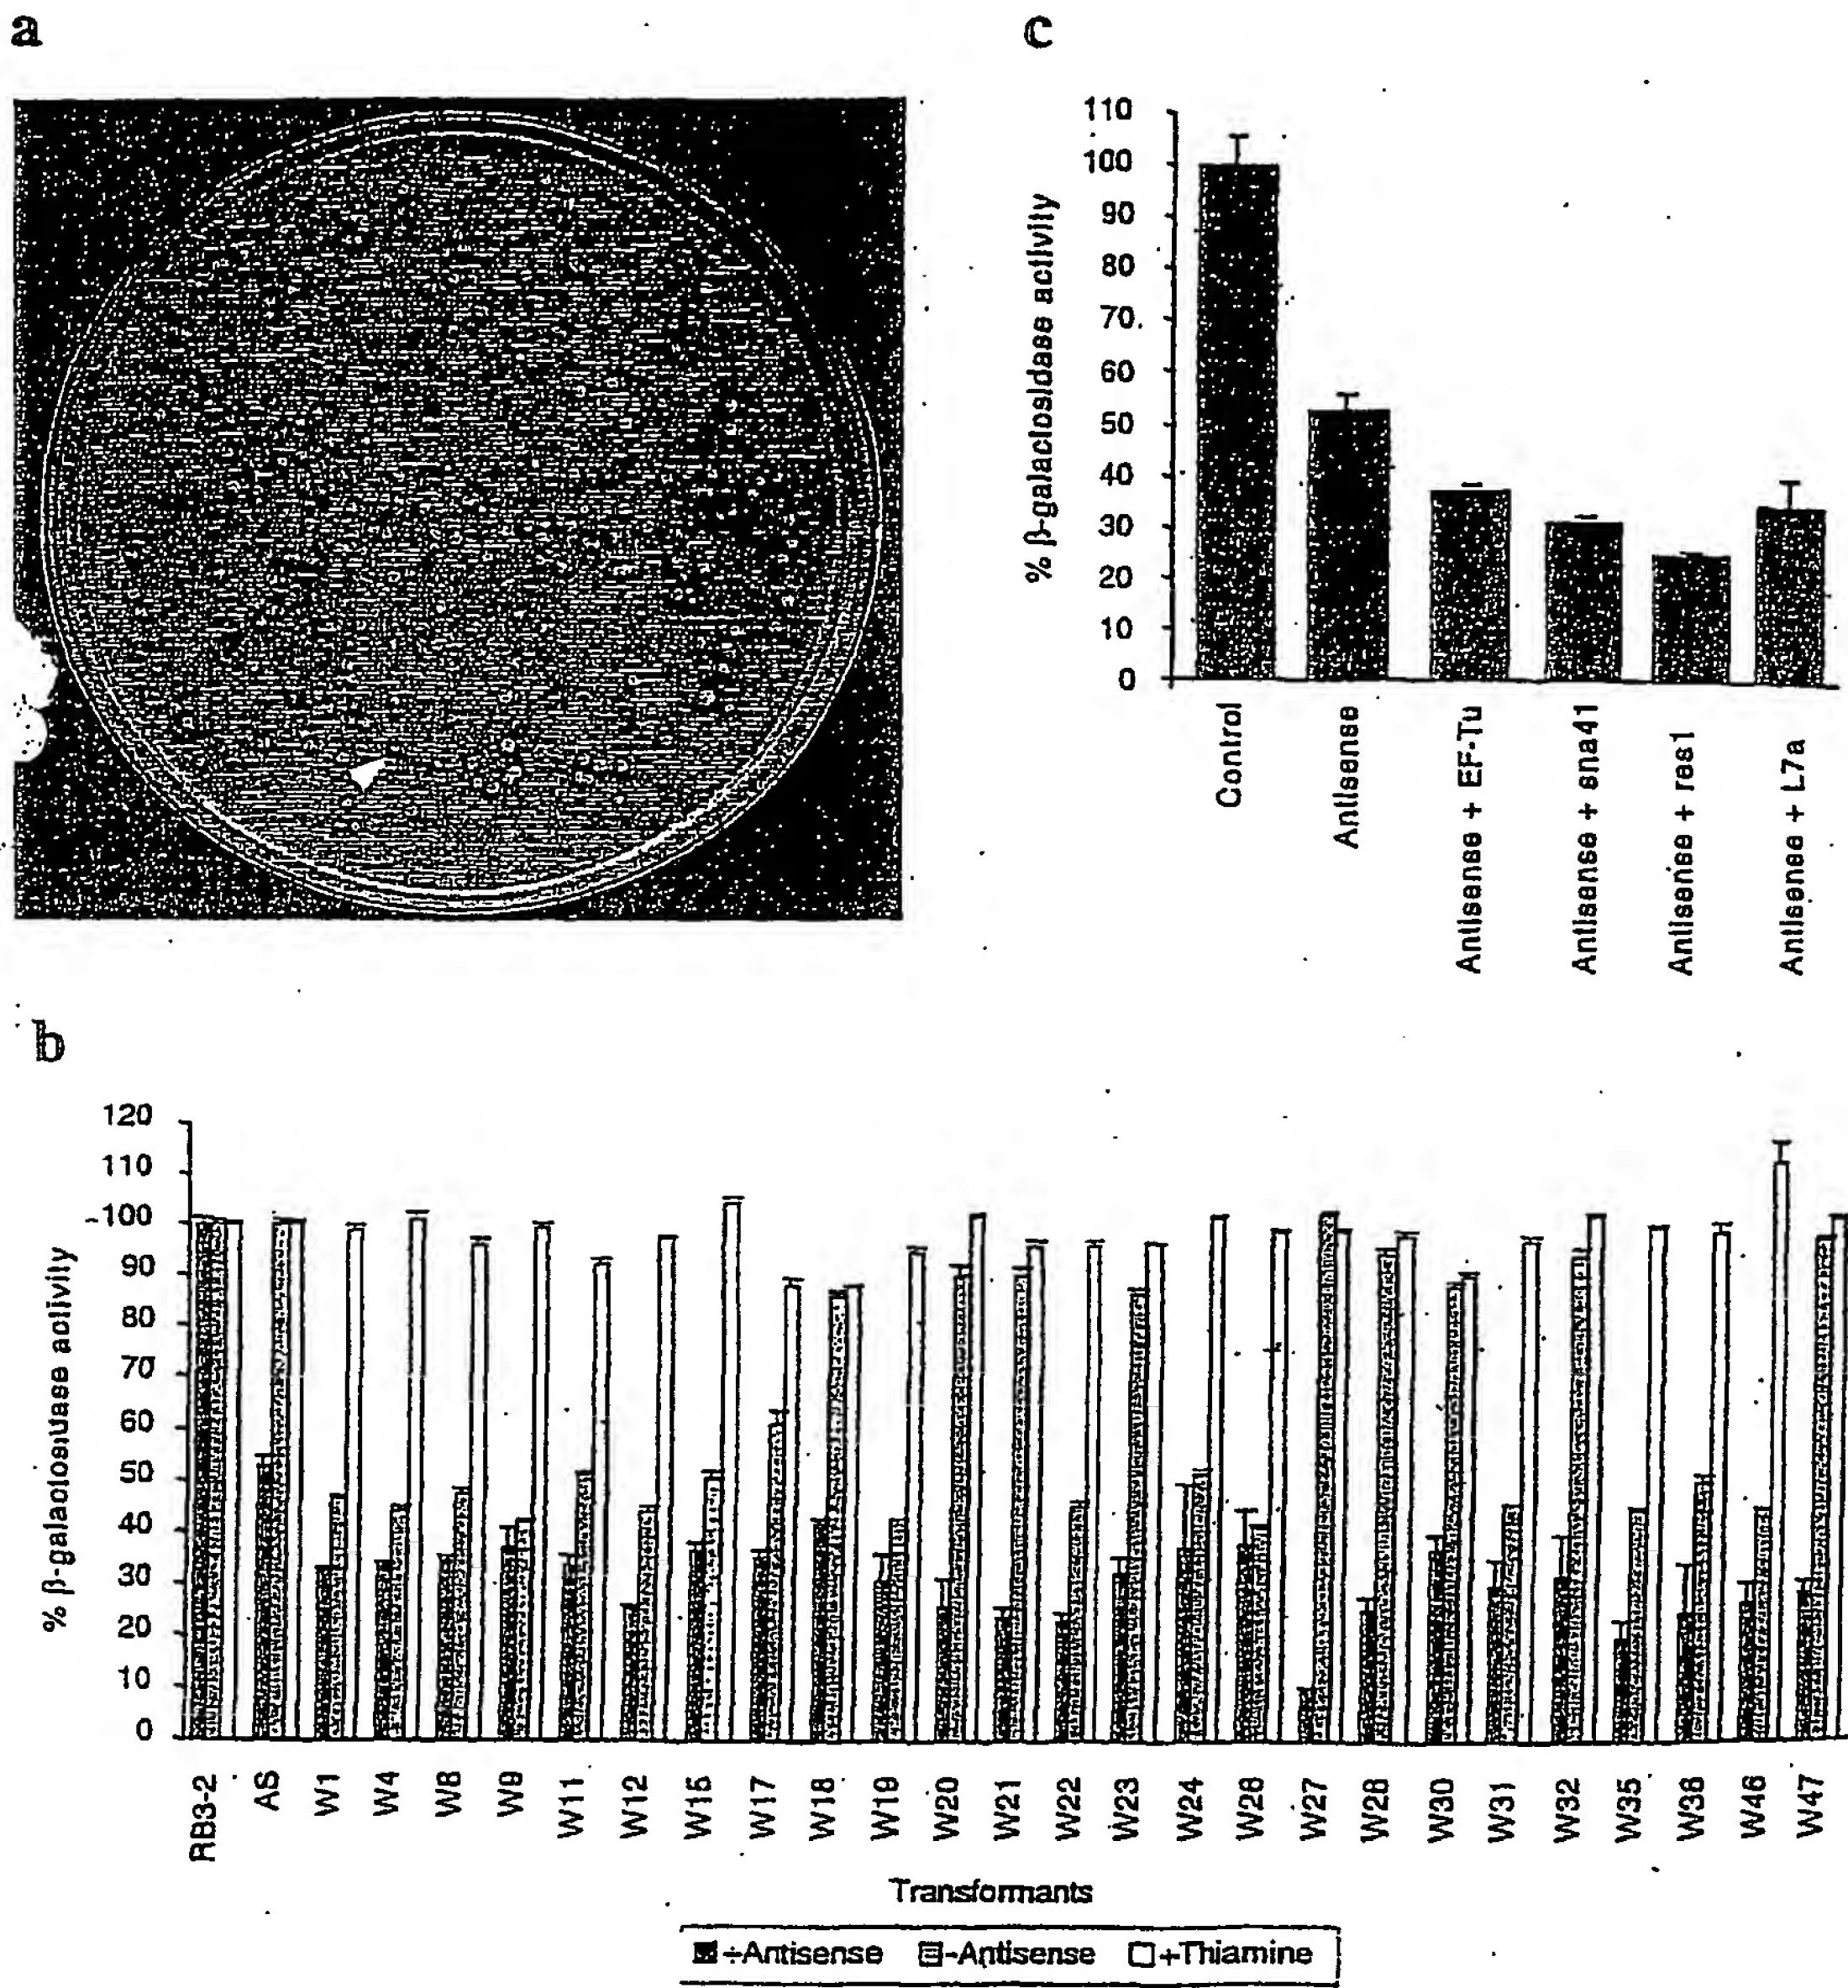 a
c
110
100
90
80
70
60
50
40
30
20
10
0
% β-galactosidase activity
Control
Antisense
Antisense + EF-Tu
Antisense + sna41
Antisense + res1
Antisense + L7a
b
120
110
100
90
80
70
60
50
40
30
20
10
0
% β-galactosidase activity
RB3-2
AS
W1
W4
W8
W9
W11
W12
W15
W17
W18
W19
W20
W21
W22
W23
W24
W26
W27
W28
W30
W31
W32
W35
W38
W46
W47
Transformants
+Antisense -Antisense +Thiamine